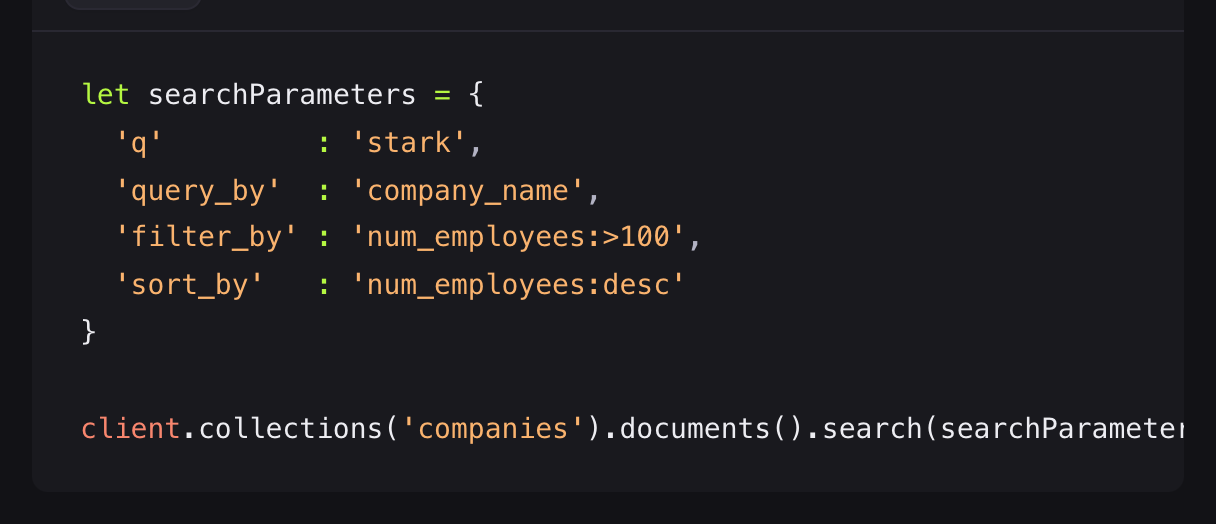 let searchParameters = {
  'q'         : 'stark',
  'query_by'  : 'company_name',
  'filter_by' : 'num_employees:>100',
  'sort_by'   : 'num_employees:desc'
}
client.collections('companies').documents().search(searchParameter